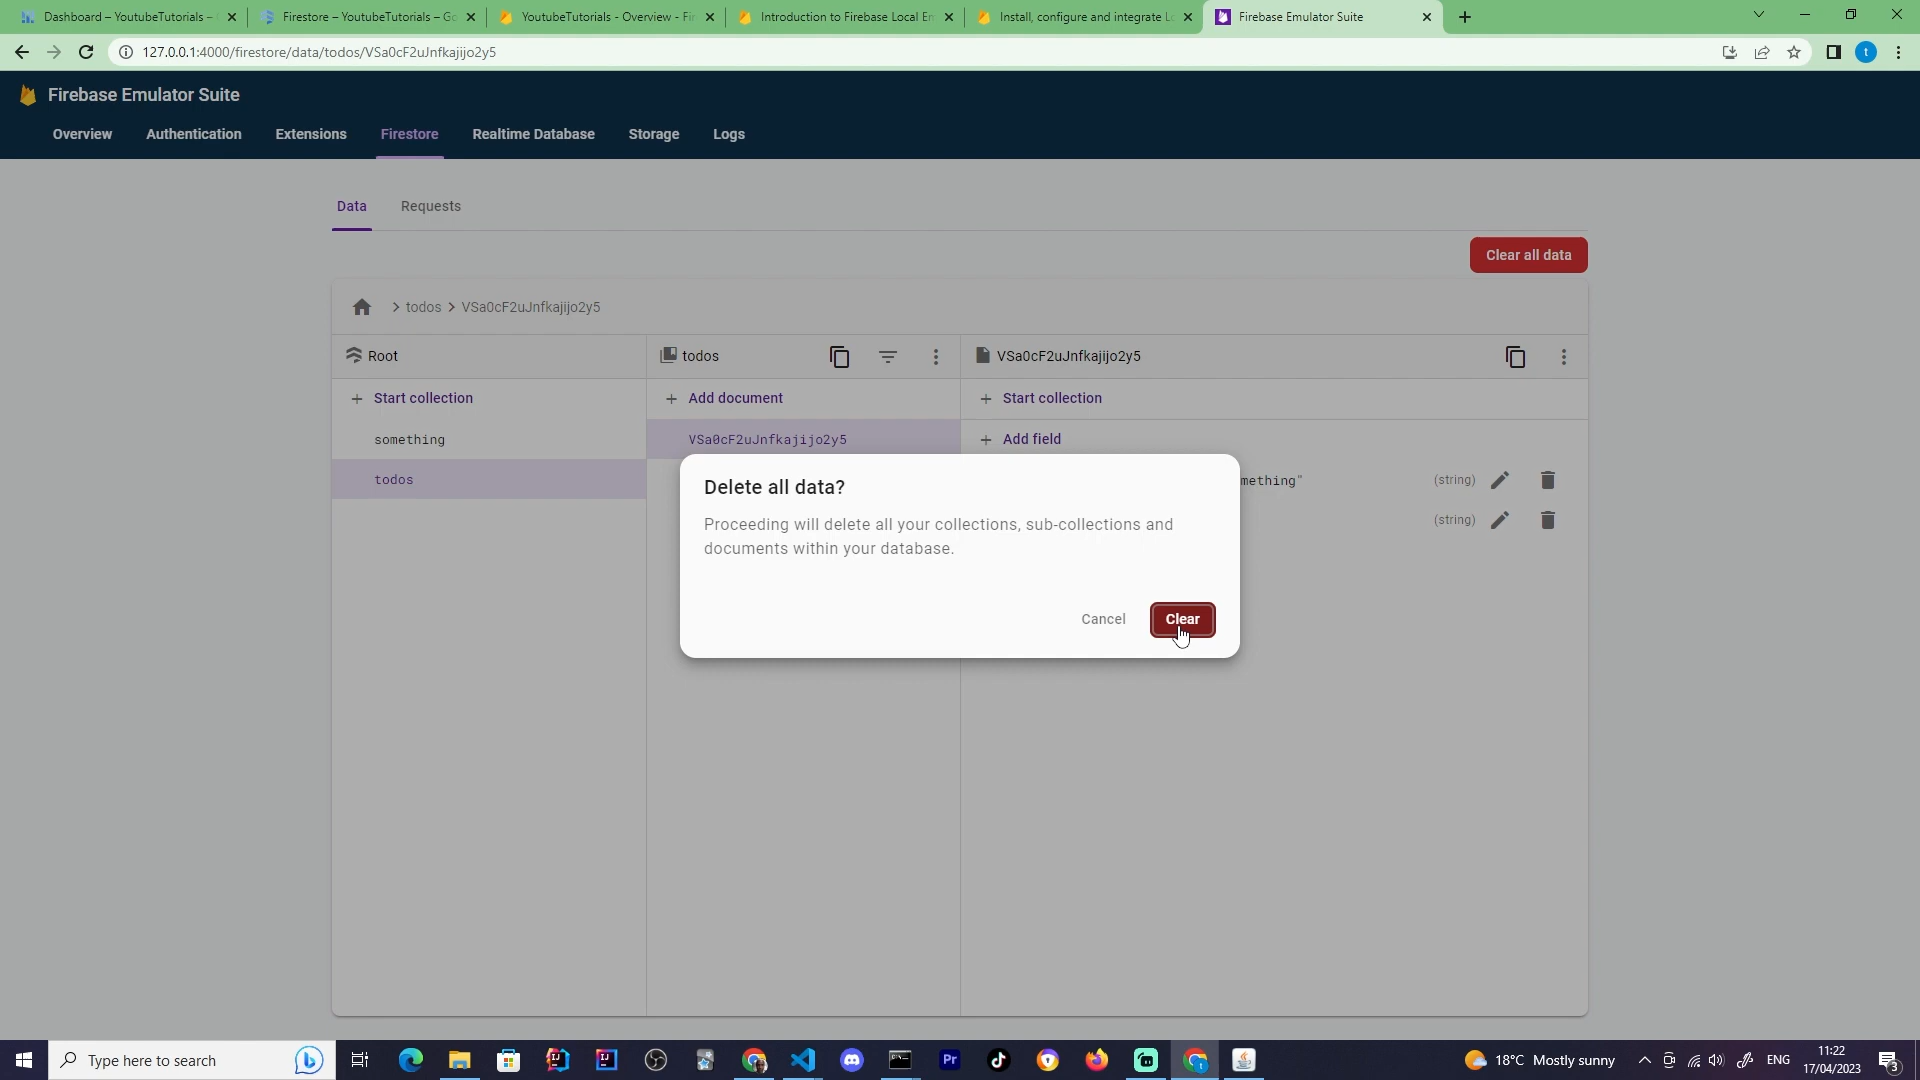 Dashboard – YoutubeTutorials –
Firestore – YoutubeTutorials – Go
YoutubeTutorials - Overview - Fir
Introduction to Firebase Local Em
Install, configure and integrate Lo
Firebase Emulator Suite
127.0.0.1:4000/firestore/data/todos/VSa0cF2uJnfkajijo2y5
t
Firebase Emulator Suite
Overview
Authentication
Extensions
Firestore
Realtime Database
Storage
Logs
Data
Requests
Clear all data
todos
VSa0cF2uJnfkajijo2y5
Root
todos
VSa0cF2uJnfkajijo2y5
Start collection
Add document
Start collection
something
VSa0cF2uJnfkajijo2y5
Add field
todos
mething"
(string)
(string)
Delete all data?
Proceeding will delete all your collections, sub-collections and
documents within your database.
Cancel
Clear
Type here to search
18°C Mostly sunny
ENG
11:22
17/04/2023
3